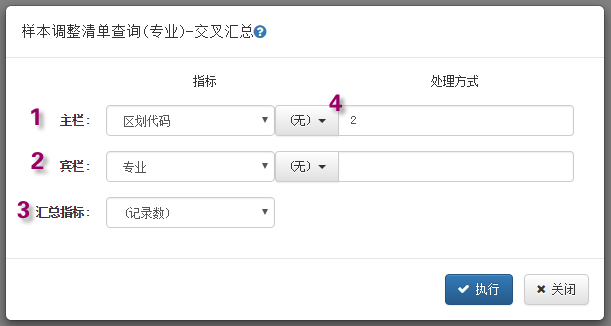 样本调整清单查询(专业)-交叉汇总?
指标 处理方式
1 主栏: 区划代码 (无) 4 2
2 宾栏: 专业 (无)
3 汇总指标: (记录数)
执行 关闭